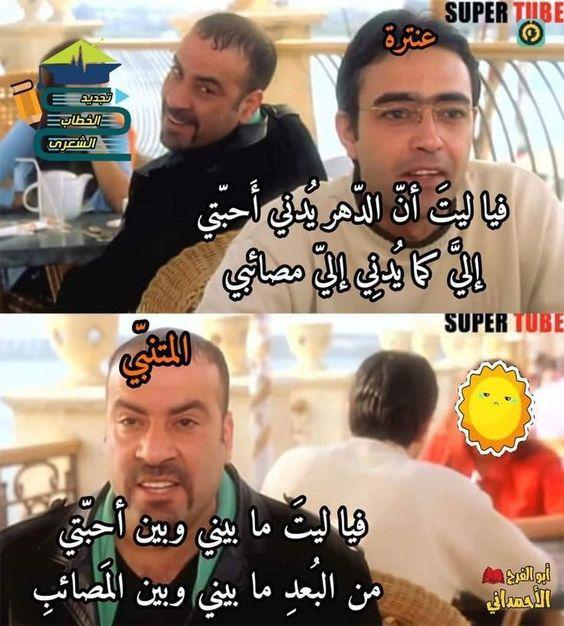 SUPER TUBE
عنترة
تجديد
الخطاب
الشعري
فيا ليتَ أنّ الدّهر يُدني أَحبّتي
إليَّ كما يُدنِي إليّ مصائبي
SUPER TUBE
المتنبّي
فيا ليتَ ما بيني وبين أحبّتي
من البُعدِ ما بيني وبين المَصائبِ
أبو الفرج
الأحمداني